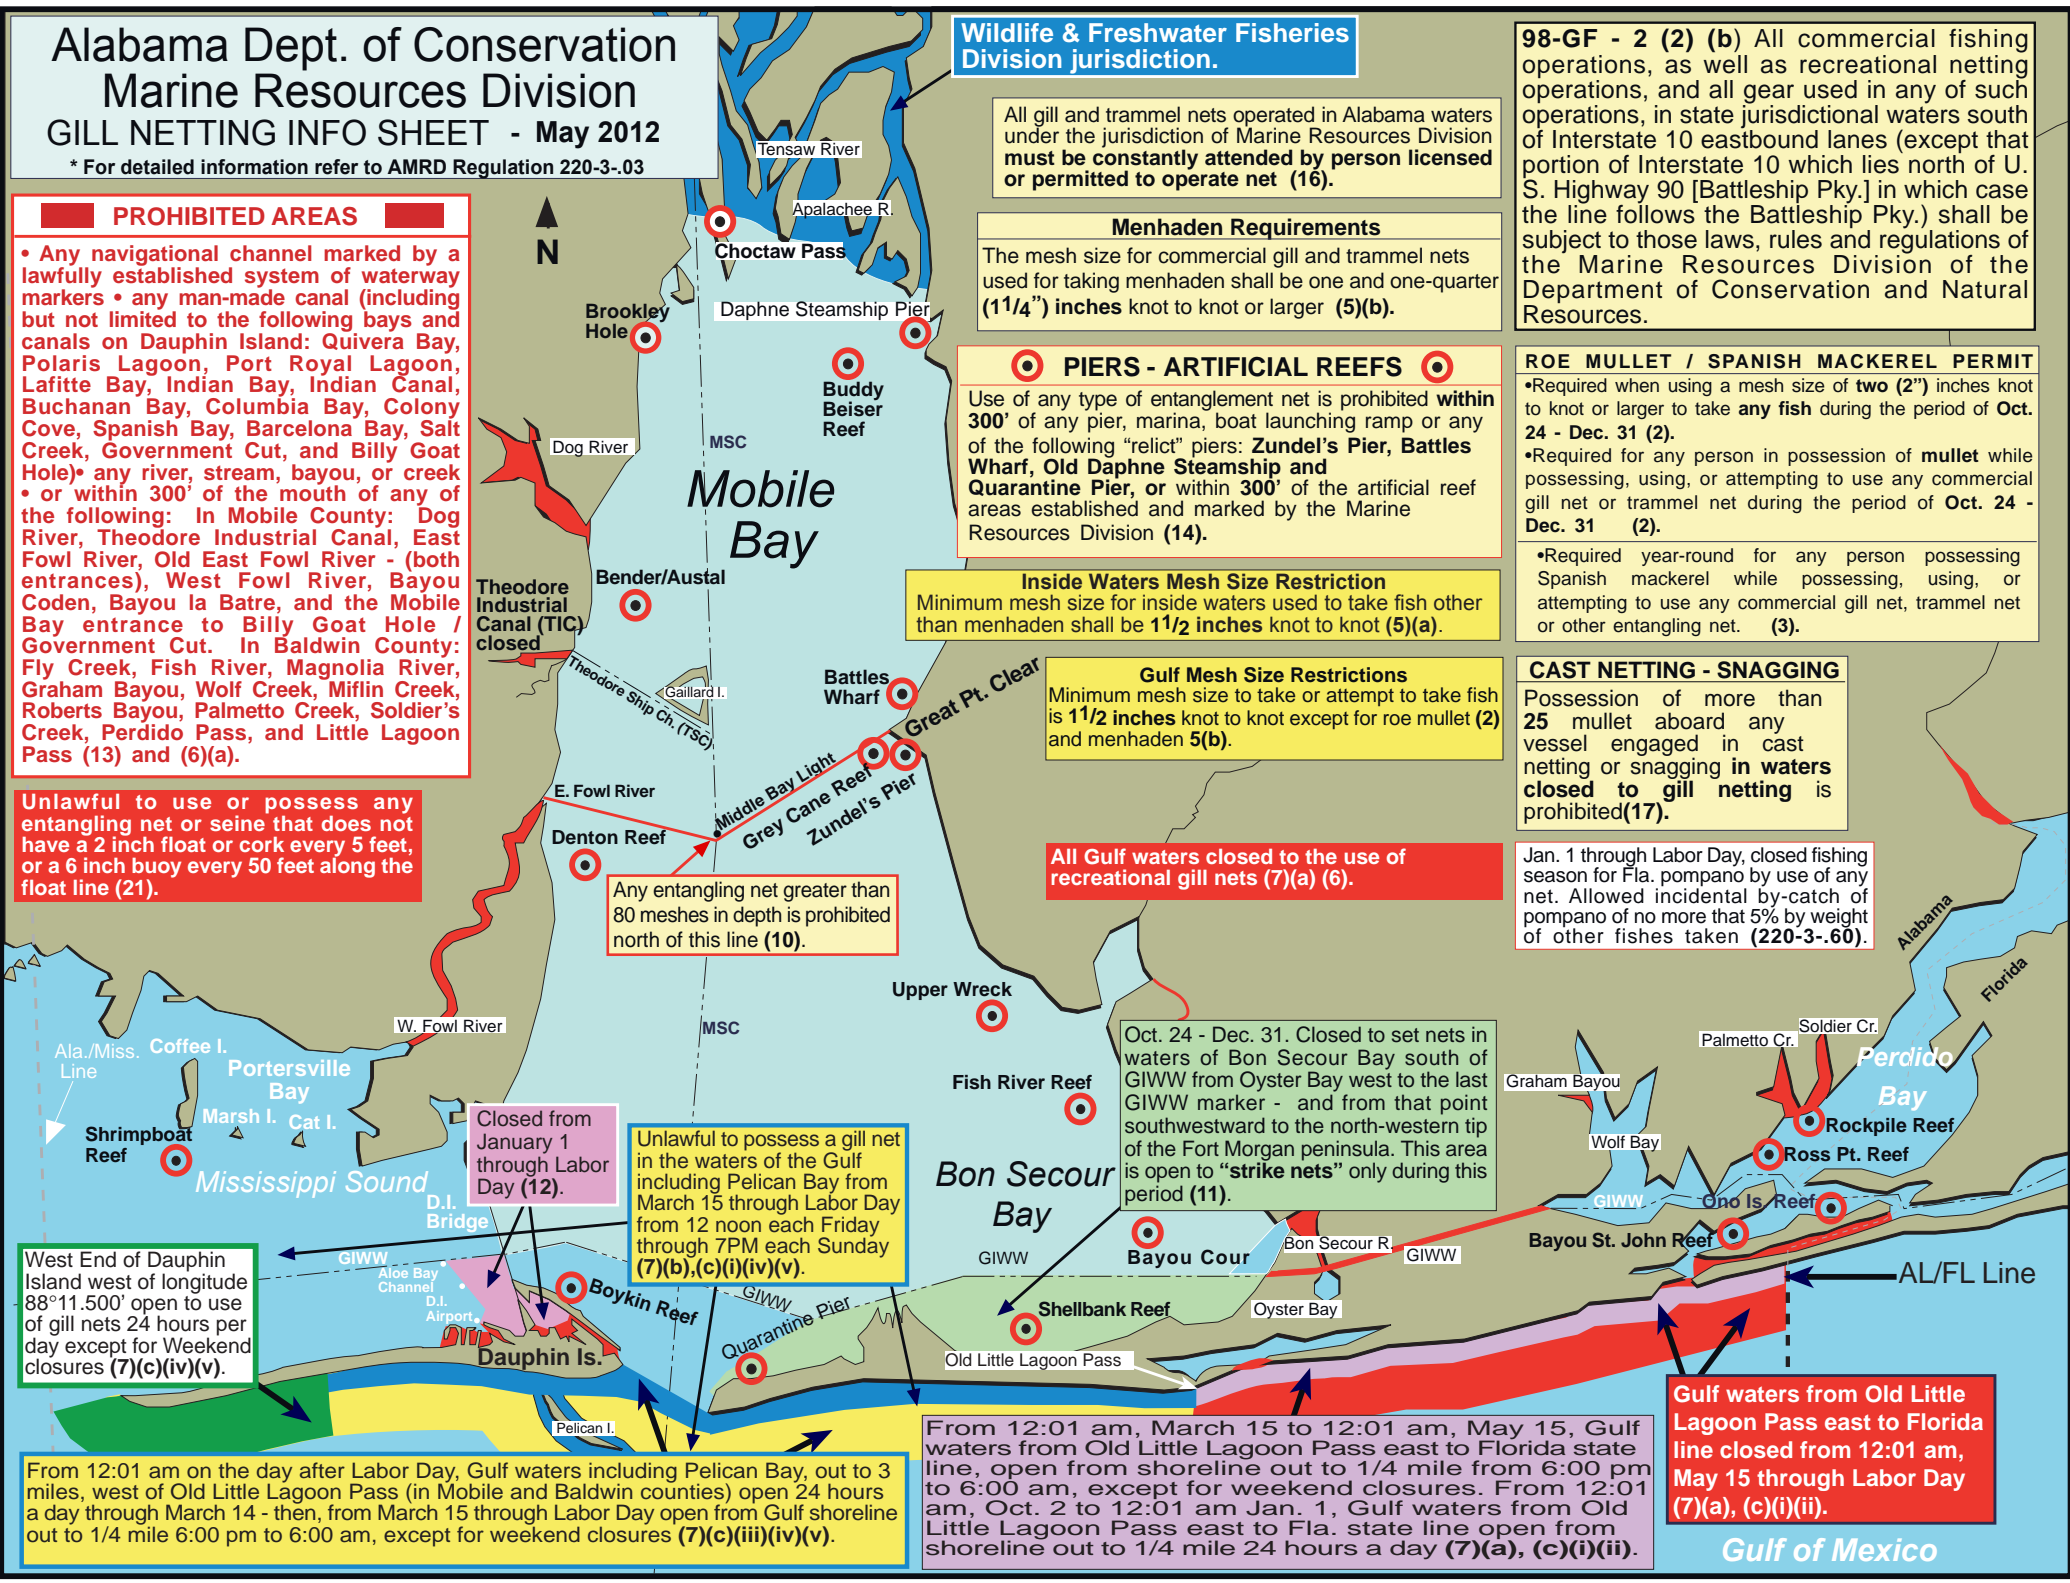 Alabama Dept. of Conservation
Marine Resources Division
GILL NETTING INFO SHEET - May 2012
* For detailed information refer to AMRD Regulation 220-3-.03
PROHIBITED AREAS
• Any navigational channel marked by a
lawfully established system of waterway
markers • any man-made canal (including
but not limited to the following bays and
canals on Dauphin Island: Quivera Bay,
Polaris Lagoon, Port Royal Lagoon,
Lafitte Bay, Indian Bay, Indian Canal,
Buchanan Bay, Columbia Bay, Colony
Cove, Spanish Bay, Barcelona Bay, Salt
Creek, Government Cut, and Billy Goat
Hole)• any river, stream, bayou, or creek
• or within 300' of the mouth of any of
the following: In Mobile County: Dog
River, Theodore Industrial Canal, East
Fowl River, Old East Fowl River - (both
entrances), West Fowl River, Bayou
Coden, Bayou la Batre, and the Mobile
Bay entrance to Billy Goat Hole /
Government Cut. In Baldwin County:
Fly Creek, Fish River, Magnolia River,
Graham Bayou, Wolf Creek, Miflin Creek,
Roberts Bayou, Palmetto Creek, Soldier's
Creek, Perdido Pass, and Little Lagoon
Pass (13) and (6)(a).
Unlawful to use or possess any
entangling net or seine that does not
have a 2 inch float or cork every 5 feet,
or a 6 inch buoy every 50 feet along the
float line (21).
Wildlife & Freshwater Fisheries
Division jurisdiction.
All gill and trammel nets operated in Alabama waters
under the jurisdiction of Marine Resources Division
must be constantly attended by person licensed
or permitted to operate net (16).
Menhaden Requirements
The mesh size for commercial gill and trammel nets
used for taking menhaden shall be one and one-quarter
(11/4") inches knot to knot or larger (5)(b).
PIERS - ARTIFICIAL REEFS
Use of any type of entanglement net is prohibited within
300' of any pier, marina, boat launching ramp or any
of the following "relict" piers: Zundel's Pier, Battles
Wharf, Old Daphne Steamship and
Quarantine Pier, or within 300' of the artificial reef
areas established and marked by the Marine
Resources Division (14).
Inside Waters Mesh Size Restriction
Minimum mesh size for inside waters used to take fish other
than menhaden shall be 11/2 inches knot to knot (5)(a).
Gulf Mesh Size Restrictions
Minimum mesh size to take or attempt to take fish
is 11/2 inches knot to knot except for roe mullet (2)
and menhaden 5(b).
All Gulf waters closed to the use of
recreational gill nets (7)(a) (6).
98-GF - 2 (2) (b) All commercial fishing
operations, as well as recreational netting
operations, and all gear used in any of such
operations, in state jurisdictional waters south
of Interstate 10 eastbound lanes (except that
portion of Interstate 10 which lies north of U.
S. Highway 90 [Battleship Pky.] in which case
the line follows the Battleship Pky.) shall be
subject to those laws, rules and regulations of
the Marine Resources Division of the
Department of Conservation and Natural
Resources.
ROE MULLET / SPANISH MACKEREL PERMIT
•Required when using a mesh size of two (2") inches knot
to knot or larger to take any fish during the period of Oct.
24 - Dec. 31 (2).
•Required for any person in possession of mullet while
possessing, using, or attempting to use any commercial
gill net or trammel net during the period of Oct. 24 -
Dec. 31 (2).
•Required year-round for any person possessing
Spanish mackerel while possessing, using, or
attempting to use any commercial gill net, trammel net
or other entangling net. (3).
CAST NETTING - SNAGGING
Possession of more than
25 mullet aboard any
vessel engaged in cast
netting or snagging in waters
closed to gill netting is
prohibited(17).
Jan. 1 through Labor Day, closed fishing
season for Fla. pompano by use of any
net. Allowed incidental by-catch of
pompano of no more that 5% by weight
of other fishes taken (220-3-.60).
Tensaw River
Apalachee R.
N
Choctaw Pass
Brookley
Hole
Daphne Steamship Pier
Buddy
Beiser
Reef
Dog River
MSC
Mobile
Bay
Theodore
Industrial
Canal (TIC)
closed
Bender/Austal
Theodore Ship Ch. (TSC)
Gaillard I.
Battles
Wharf
Great Pt. Clear
Middle Bay Light
Grey Cane Reef
Zundel's Pier
E. Fowl River
Denton Reef
Any entangling net greater than
80 meshes in depth is prohibited
north of this line (10).
Upper Wreck
MSC
W. Fowl River
Ala./Miss.
Line
Coffee I.
Portersville
Bay
Marsh I.
Cat I.
Shrimpboat
Reef
Mississippi Sound
D.I.
Bridge
Closed from
January 1
through Labor
Day (12).
Unlawful to possess a gill net
in the waters of the Gulf
including Pelican Bay from
March 15 through Labor Day
from 12 noon each Friday
through 7PM each Sunday
(7)(b),(c)(i)(iv)(v).
Fish River Reef
Bon Secour
Bay
Oct. 24 - Dec. 31. Closed to set nets in
waters of Bon Secour Bay south of
GIWW from Oyster Bay west to the last
GIWW marker - and from that point
southwestward to the north-western tip
of the Fort Morgan peninsula. This area
is open to "strike nets" only during this
period (11).
Alabama
Florida
Palmetto Cr.
Soldier Cr.
Perdido
Bay
Graham Bayou
Rockpile Reef
Wolf Bay
Ross Pt. Reef
GIWW
Ono Is. Reef
Bayou St. John Reef
Bayou Cour
Bon Secour R.
GIWW
GIWW
AL/FL Line
West End of Dauphin
Island west of longitude
88°11.500' open to use
of gill nets 24 hours per
day except for Weekend
closures (7)(c)(iv)(v).
GIWW
Aloe Bay
Channel
D.I.
Airport
Boykin Reef
GIWW
Quarantine Pier
Shellbank Reef
Oyster Bay
Dauphin Is.
Old Little Lagoon Pass
Pelican I.
From 12:01 am on the day after Labor Day, Gulf waters including Pelican Bay, out to 3
miles, west of Old Little Lagoon Pass (in Mobile and Baldwin counties) open 24 hours
a day through March 14 - then, from March 15 through Labor Day open from Gulf shoreline
out to 1/4 mile 6:00 pm to 6:00 am, except for weekend closures (7)(c)(iii)(iv)(v).
From 12:01 am, March 15 to 12:01 am, May 15, Gulf
waters from Old Little Lagoon Pass east to Florida state
line, open from shoreline out to 1/4 mile from 6:00 pm
to 6:00 am, except for weekend closures. From 12:01
am, Oct. 2 to 12:01 am Jan. 1, Gulf waters from Old
Little Lagoon Pass east to Fla. state line open from
shoreline out to 1/4 mile 24 hours a day (7)(a), (c)(i)(ii).
Gulf waters from Old Little
Lagoon Pass east to Florida
line closed from 12:01 am,
May 15 through Labor Day
(7)(a), (c)(i)(ii).
Gulf of Mexico